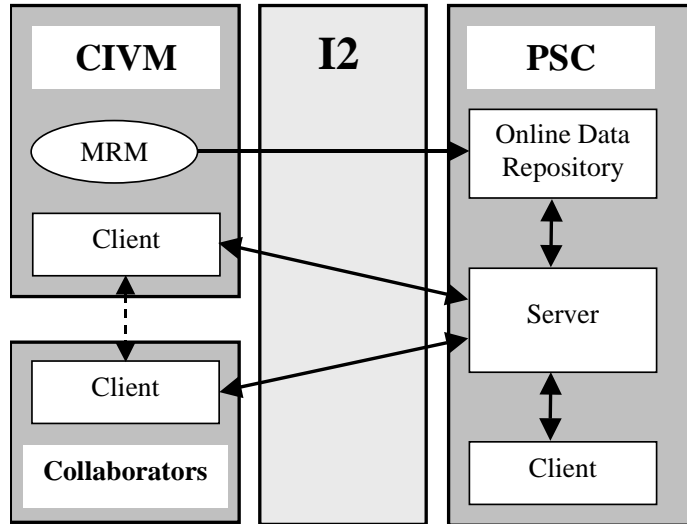 CIVM
I2
PSC
MRM
Online Data
Repository
Client
Server
Client
Collaborators
Client